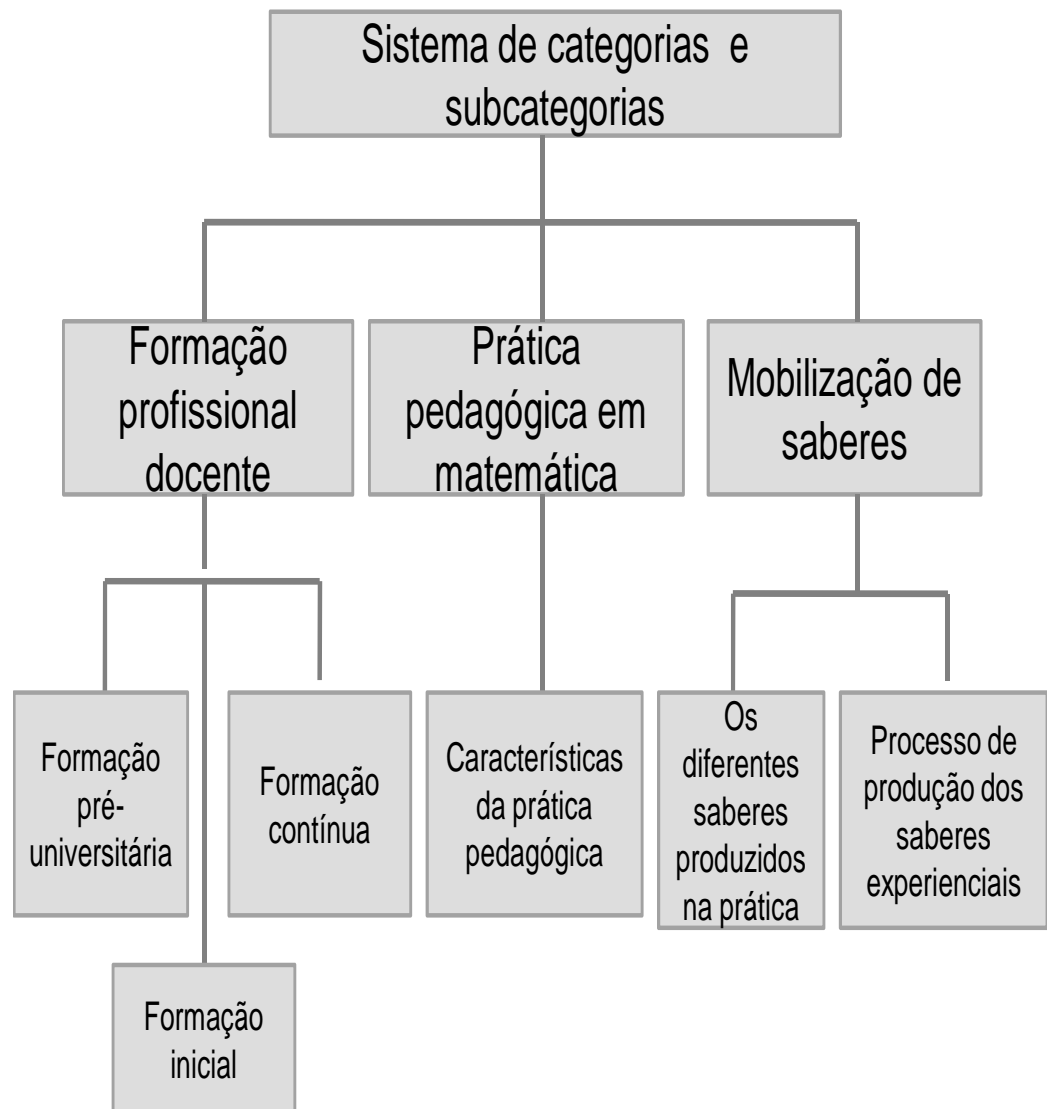 Sistema de categorias e
subcategorias
Formação
profissional
docente
Prática
pedagógica em
matemática
Mobilização de
saberes
Formação
pré-
universitária
Formação
contínua
Características
da prática
pedagógica
Os
diferentes
saberes
produzidos
na prática
Processo de
produção dos
saberes
experienciais
Formação
inicial